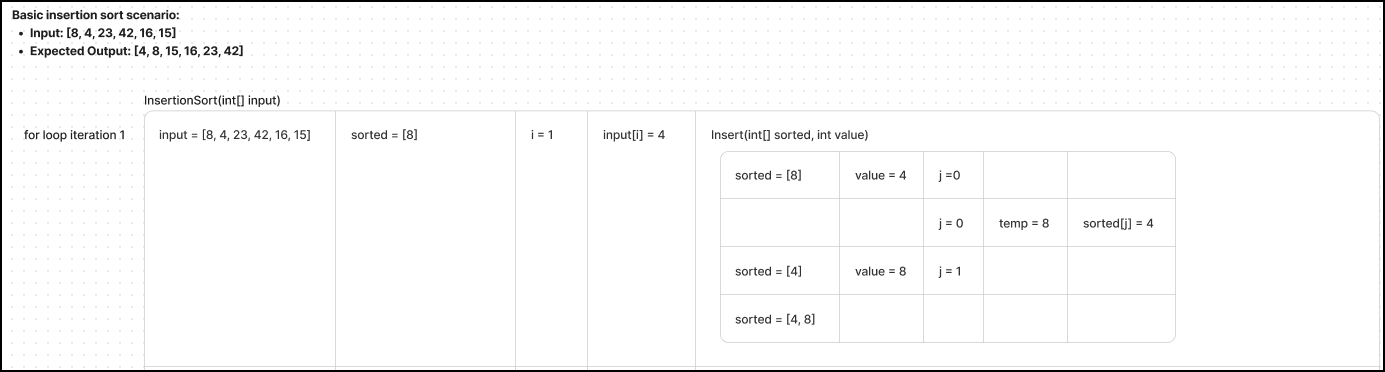 Basic insertion sort scenario:
• Input: [8, 4, 23, 42, 16, 15]
• Expected Output: [4, 8, 15, 16, 23, 42]
InsertionSort(int[] input)
for loop iteration 1
input = [8, 4, 23, 42, 16, 15]
sorted = [8]
i = 1
input[i] = 4
Insert(int[] sorted, int value)
sorted = [8]
value = 4
j =0
j = 0
temp = 8
sorted[j] = 4
sorted = [4]
value = 8
j = 1
sorted = [4, 8]